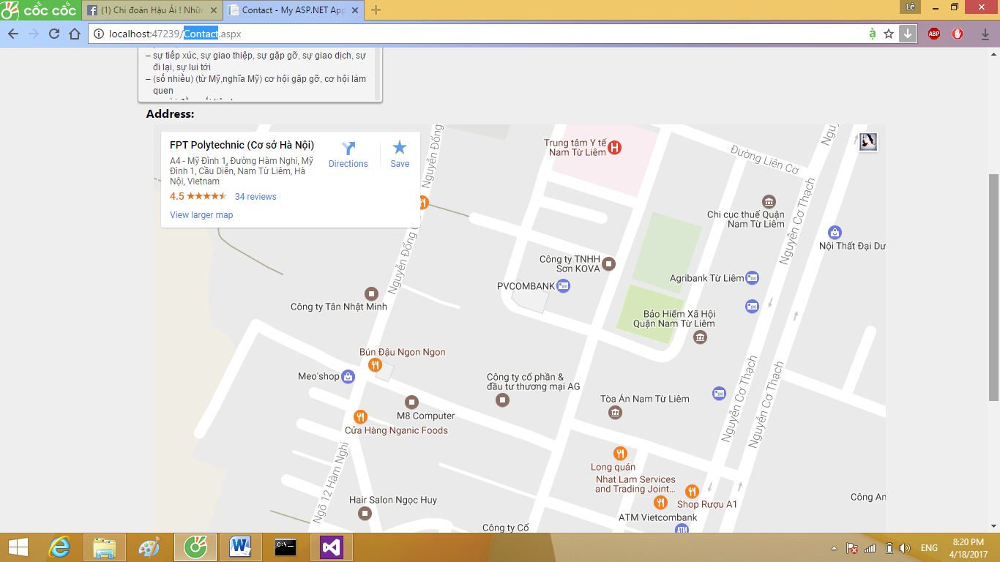 cốc cốc
(1) Chi đoàn Hậu Ái ! Nhữn
Contact - My ASP.NET App
Lê
localhost:47239/Contact.aspx
à
ABP
– sự tiếp xúc, sự giao thiệp, sự gặp gỡ, sự giao dịch, sự
đi lại, sự lui tới
– (số nhiều) (từ Mỹ,nghĩa Mỹ) cơ hội gặp gỡ, cơ hội làm
quen
Address:
FPT Polytechnic (Cơ sở Hà Nội)
A4 - Mỹ Đình 1, Đường Hàm Nghi, Mỹ
Đình 1, Cầu Diễn, Nam Từ Liêm, Hà
Nội, Vietnam
4.5
34 reviews
View larger map
Directions
Save
Nguyễn Đổng
Trung tâm Y tế
Nam Từ Liêm
H
Đường Liên Cơ
Nguyễn Cơ Thạch
Chi cục thuế Quận
Nam Từ Liêm
Nội Thất Đại Dư
Nguyễn Đổng C
Công ty TNHH
Sơn KOVA
PVCOMBANK
Agribank Từ Liêm
Công ty Tân Nhật Minh
Bảo Hiểm Xã Hội
Quận Nam Từ Liêm
Bún Đậu Ngon Ngon
Meo'shop
Công ty cổ phần &
đầu tư thương mại AG
M8 Computer
Tòa Án Nam Từ Liêm
Nguyễn Cơ Thạch
Nguyễn Cơ Thạch
Cửa Hàng Nganic Foods
Ngõ 12 Hàm Nghi
Long quán
Nhat Lam Services
and Trading Joint...
Shop Rượu A1
Hair Salon Ngọc Huy
Công An
ATM Vietcombank
ATM
Công ty Cổ
ENG
8:20 PM
4/18/2017